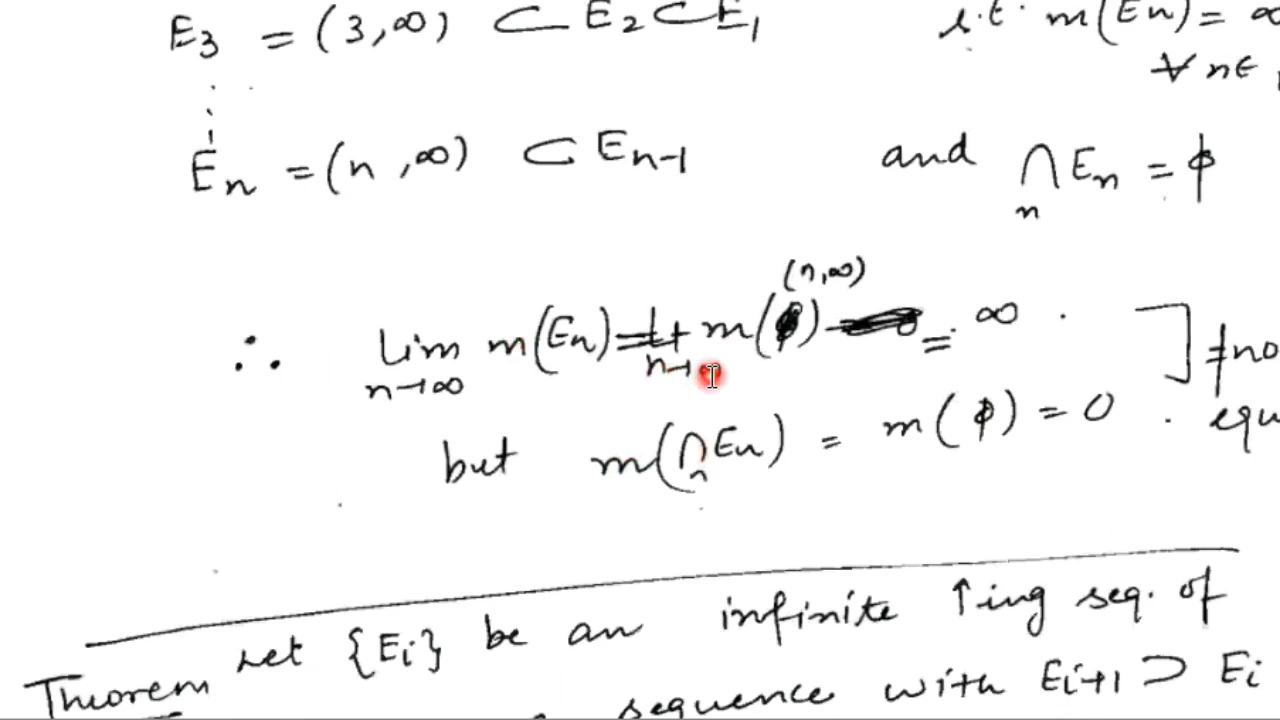 E₃ = (3,∞) ⊂ E₂ ⊂ E₁ s.t. m(Eₙ) = ∞
∀ n ∈
⋮
Eₙ = (n,∞) ⊂ Eₙ₋₁ and ⋂ₙ Eₙ = ϕ
(n,∞)
∴ lim n→∞ m(Eₙ) = Lt n→ m( ) = ∞ .
but m(⋂ₙ Eₙ) = m(ϕ) = 0 .
Theorem Let {Eᵢ} be an infinite ↑ing seq. of
sequence with Eᵢ₊₁ ⊃ Eᵢ